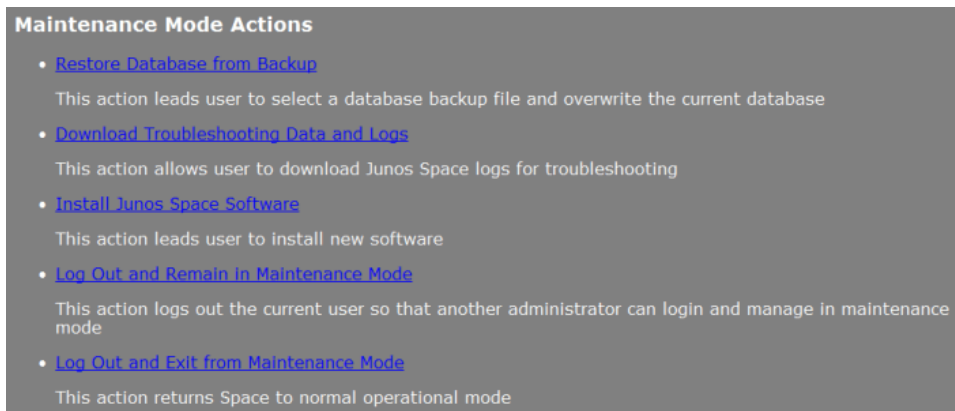 Maintenance Mode Actions
• Restore Database from Backup
This action leads user to select a database backup file and overwrite the current database
• Download Troubleshooting Data and Logs
This action allows user to download Junos Space logs for troubleshooting
• Install Junos Space Software
This action leads user to install new software
• Log Out and Remain in Maintenance Mode
This action logs out the current user so that another administrator can login and manage in maintenance
mode
• Log Out and Exit from Maintenance Mode
This action returns Space to normal operational mode